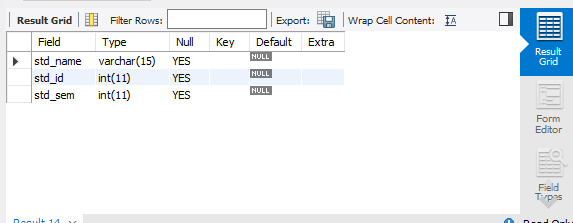 Result Grid Filter Rows: Export: Wrap Cell Content: IA
Field Type Null Key Default Extra
std_name varchar(15) YES NULL
std_id int(11) YES NULL
std_sem int(11) YES NULL
Result
Grid
Form
Editor
Field
Types
Result 14
Read Only